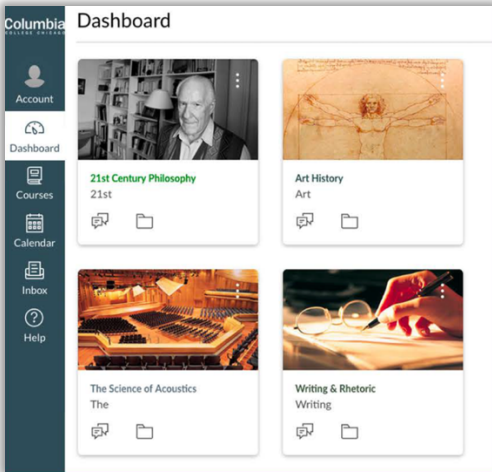 Columbia
COLLEGE CHICAGO
Dashboard
Account
Dashboard
Courses
Calendar
Inbox
Help
21st Century Philosophy
21st
Art History
Art
The Science of Acoustics
The
Writing & Rhetoric
Writing